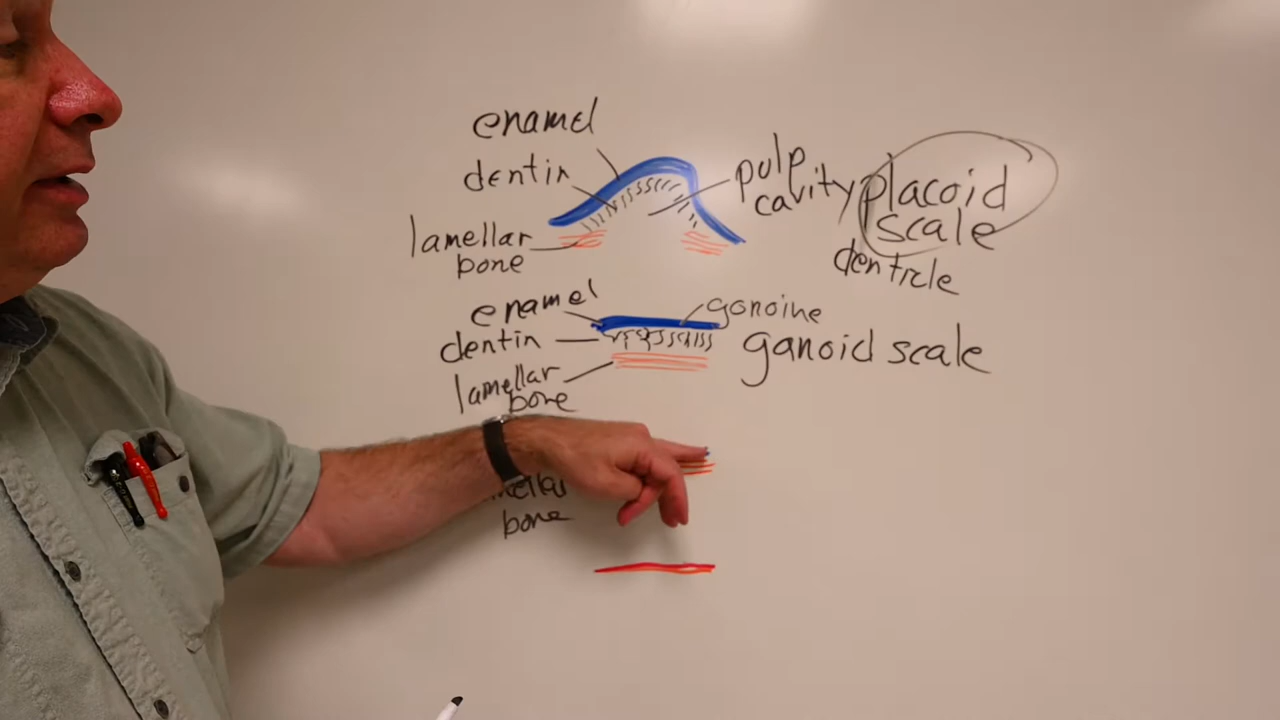 enamel
dentin
pulp
cavity
placoid
scale
denticle
lamellar
bone
enamel
ganoine
dentin
ganoid scale
lamellar
bone
bone